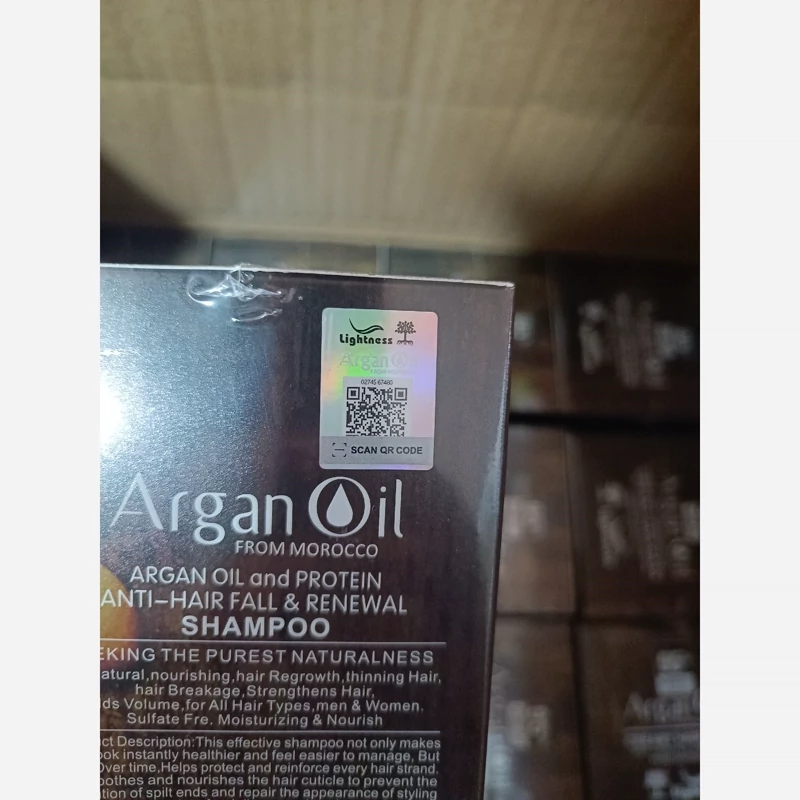 Lightness
Argan Oil
02745 67480
SCAN QR CODE
Argan Oil
FROM MOROCCO
ARGAN OIL and PROTEIN
ANTI-HAIR FALL & RENEWAL
SHAMPOO
EKING THE PUREST NATURALNESS
atural,nourishing,hair Regrowth,thinning Hair,
hair Breakage,Strengthens Hair,
ds Volume,for All Hair Types,men & Women.
Sulfate Fre. Moisturizing & Nourish
ct Description:This effective shampoo not only makes
ok instantly healthier and feel easier to manage, But
Over time,Helps protect and reinforce every hair strand.
oothes and nourishes the hair cuticle to prevent the
tion of spilt ends and repair the appearance of styling
Argan O